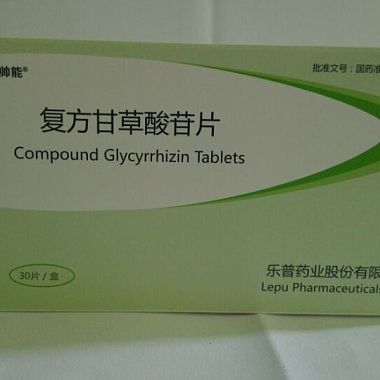 帅能®
批准文号：国药准
复方甘草酸苷片
Compound Glycyrrhizin Tablets
30片/盒
乐普药业股份有限
Lepu Pharmaceuticals